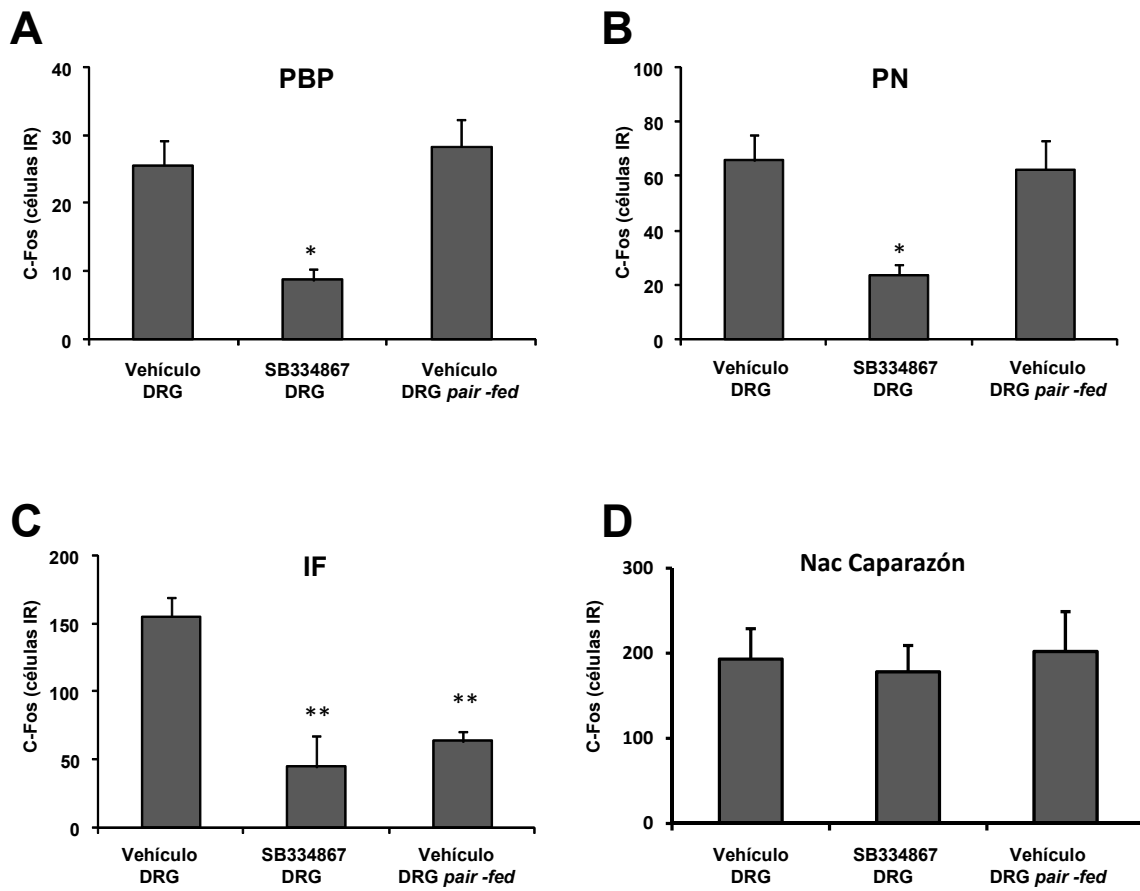 A
PBP
C-Fos (células IR)
40
30
20
10
0
*
Vehículo
DRG
SB334867
DRG
Vehículo
DRG pair -fed
B
PN
C-Fos (células IR)
100
80
60
40
20
0
*
Vehículo
DRG
SB334867
DRG
Vehículo
DRG pair -fed
C
IF
C-Fos (células IR)
200
150
100
50
0
**
**
Vehículo
DRG
SB334867
DRG
Vehículo
DRG pair -fed
D
Nac Caparazón
C-Fos (células IR)
300
200
100
0
Vehículo
DRG
SB334867
DRG
Vehículo
DRG pair -fed